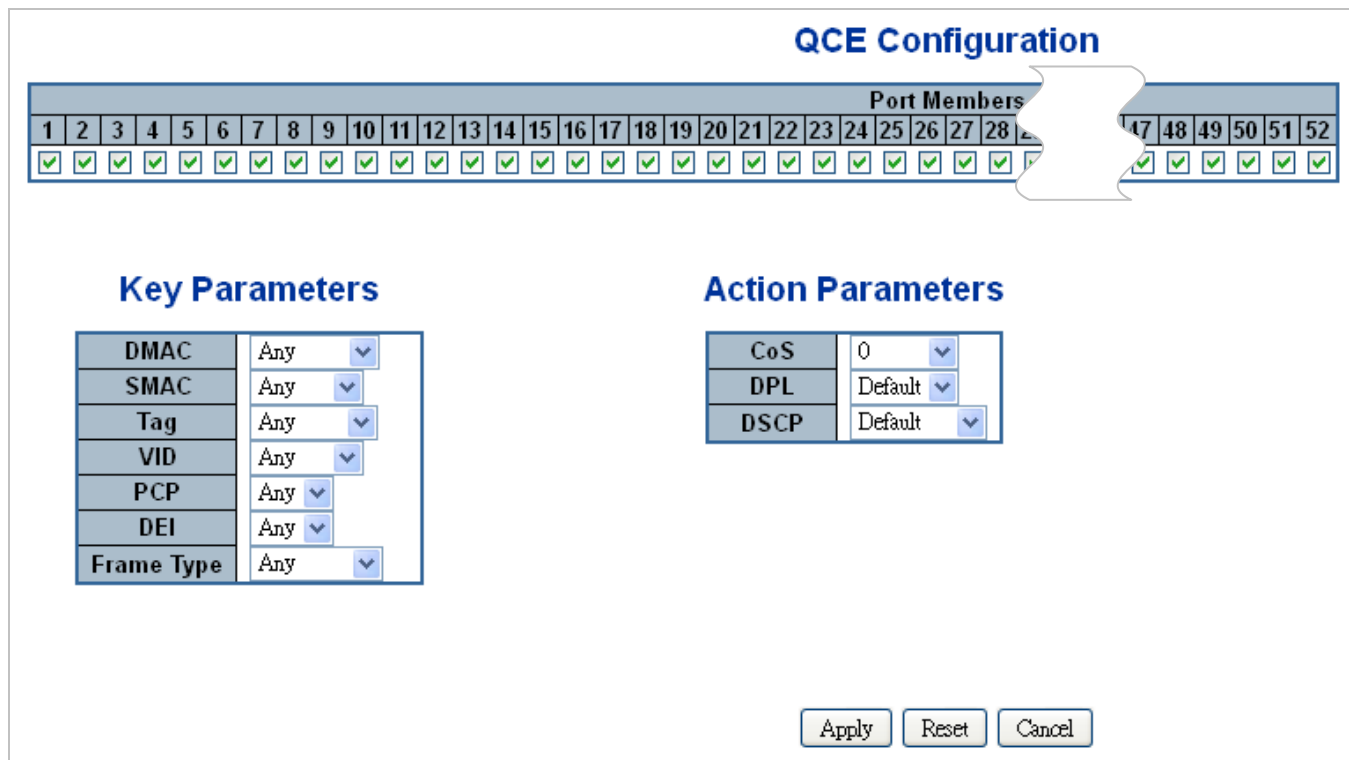 QCE Configuration
Port Members
1 2 3 4 5 6 7 8 9 10 11 12 13 14 15 16 17 18 19 20 21 22 23 24 25 26 27 28 47 48 49 50 51 52
Key Parameters
DMAC Any
SMAC Any
Tag Any
VID Any
PCP Any
DEI Any
Frame Type Any
Action Parameters
CoS 0
DPL Default
DSCP Default
Apply Reset Cancel